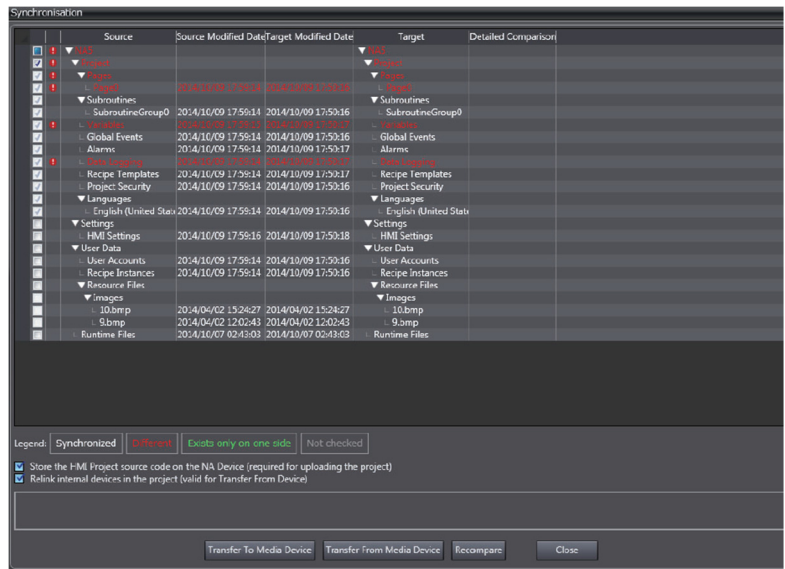 Synchronisation
Source Source Modified Date Target Modified Date Target Detailed Comparison
▼ Pages ▼ Pages
▼ Subroutines ▼ Subroutines
SubroutineGroup0 2014/10/09 17:59:14 2014/10/09 17:50:16 SubroutineGroup0
Global Events 2014/10/09 17:59:14 2014/10/09 17:50:16 Global Events
Alarms 2014/10/09 17:59:14 2014/10/09 17:50:17 Alarms
Data Logging Data Logging
Recipe Templates 2014/10/09 17:59:14 2014/10/09 17:50:17 Recipe Templates
Project Security 2014/10/09 17:59:14 2014/10/09 17:50:16 Project Security
▼ Languages ▼ Languages
English (United State 2014/10/09 17:59:14 2014/10/09 17:50:16 English (United State
▼ Settings ▼ Settings
HMI Settings 2014/10/09 17:59:16 2014/10/09 17:50:18 HMI Settings
▼ User Data ▼ User Data
User Accounts 2014/10/09 17:59:14 2014/10/09 17:50:16 User Accounts
Recipe Instances 2014/10/09 17:59:14 2014/10/09 17:50:16 Recipe Instances
▼ Resource Files ▼ Resource Files
▼ Images ▼ Images
10.bmp 2014/04/02 15:24:27 2014/04/02 15:24:27 10.bmp
9.bmp 2014/04/02 12:02:43 2014/04/02 12:02:43 9.bmp
Runtime Files 2014/10/07 02:43:03 2014/10/07 02:43:03 Runtime Files
Legend: Synchronized Different Exists only on one side Not checked
Store the HMI Project source code on the NA Device (required for uploading the project)
Relink internal devices in the project (valid for Transfer From Device)
Transfer To Media Device Transfer From Media Device Recompare Close